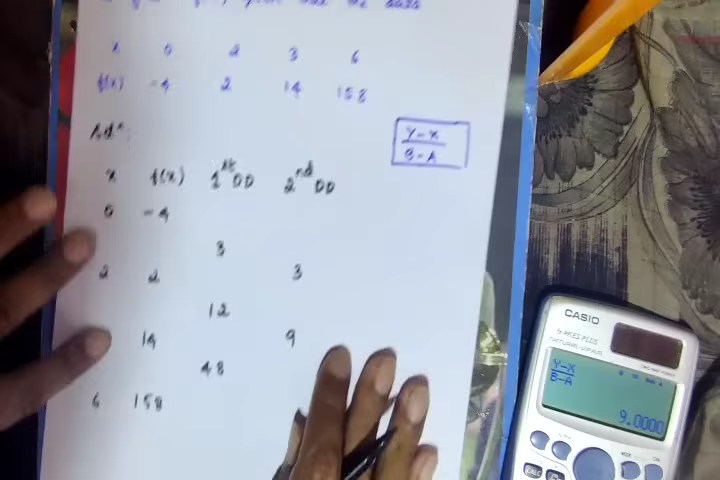 data
x 0 2 3 6
f(x) -4 2 14 158
Y-X
B-A
x f(x) 1st DD 2nd DD
0 -4
3
2 2 3
12
14 9
48
6 158
CASIO
Y-X
B-A
9.0000